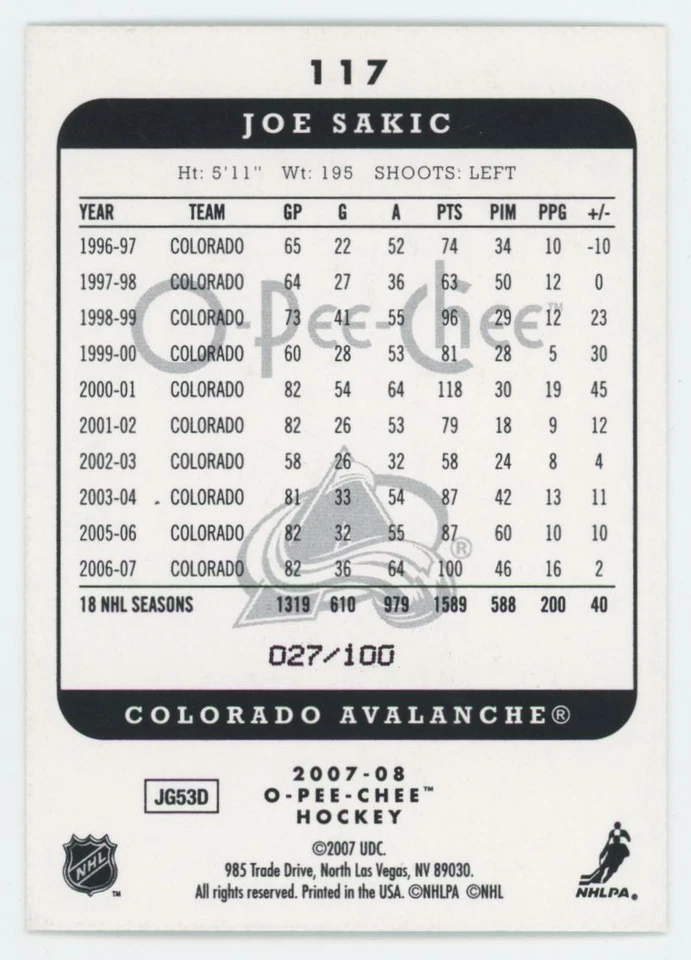 117
JOE SAKIC
Ht: 5'11" Wt: 195 SHOOTS: LEFT
YEAR TEAM GP G A PTS PIM PPG +/-
1996-97 COLORADO 65 22 52 74 34 10 -10
1997-98 COLORADO 64 27 36 63 50 12 0
O-Pee-Chee™
1998-99 COLORADO 73 41 55 96 29 12 23
1999-00 COLORADO 60 28 53 81 28 5 30
2000-01 COLORADO 82 54 64 118 30 19 45
2001-02 COLORADO 82 26 53 79 18 9 12
2002-03 COLORADO 58 26 32 58 24 8 4
2003-04 COLORADO 81 33 54 87 42 13 11
2005-06 COLORADO 82 32 55 87 60 10 10
®
2006-07 COLORADO 82 36 64 100 46 16 2
18 NHL SEASONS 1319 610 979 1589 588 200 40
027/100
COLORADO AVALANCHE®
2007-08
JG53D O-PEE-CHEE™
HOCKEY
©2007 UDC.
985 Trade Drive, North Las Vegas, NV 89030.
All rights reserved. Printed in the USA. ©NHLPA ©NHL
NHL™
NHLPA®